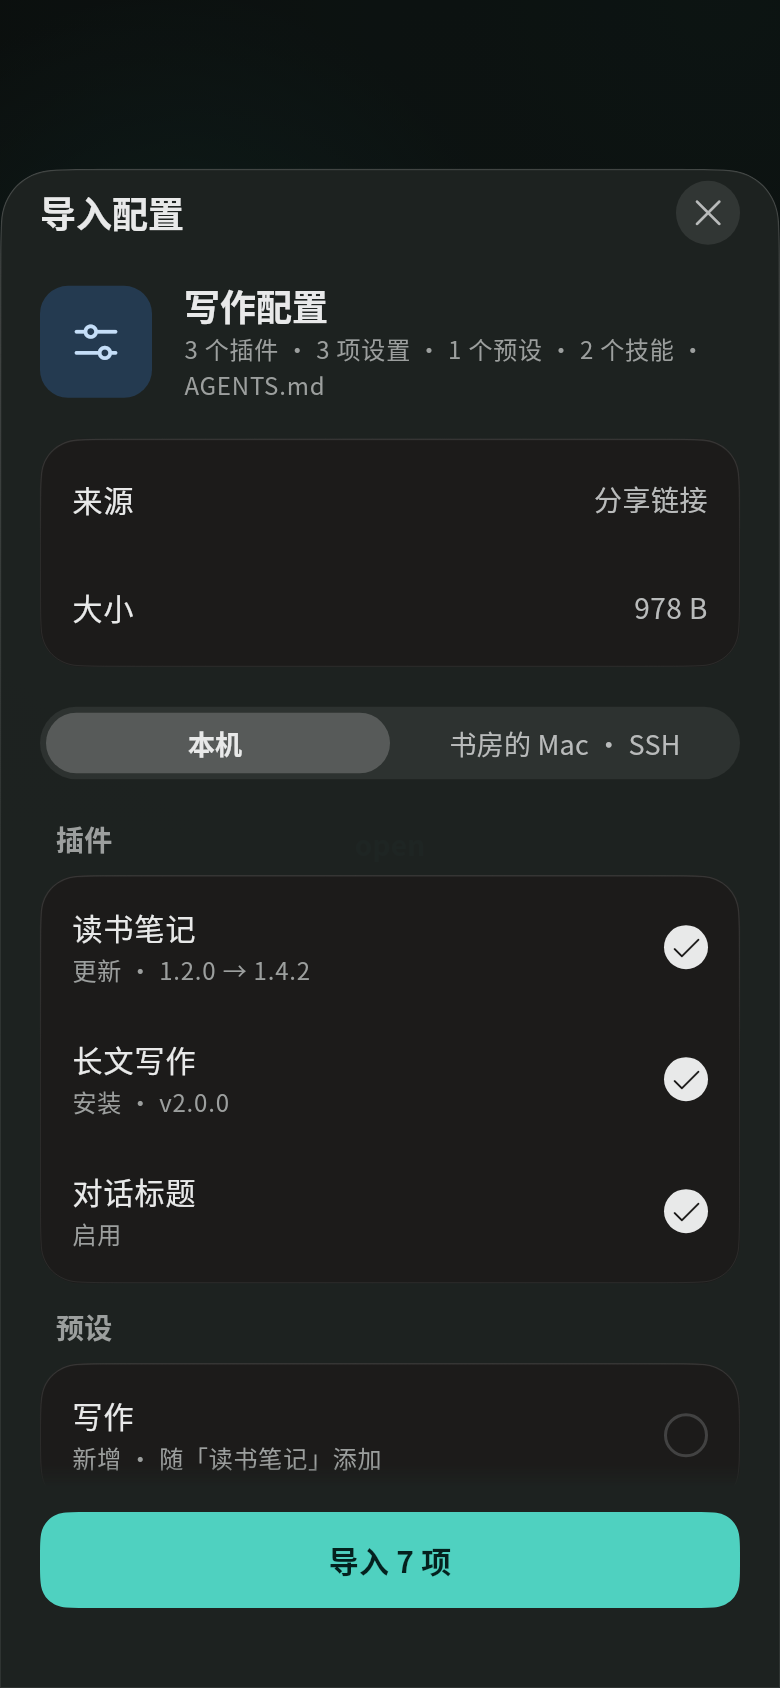 导入配置
写作配置
3 个插件 · 3 项设置 · 1 个预设 · 2 个技能 ·
AGENTS.md
来源 分享链接
大小 978 B
本机 书房的 Mac · SSH
插件
open
读书笔记
更新 · 1.2.0 → 1.4.2
长文写作
安装 · v2.0.0
对话标题
启用
预设
写作
新增 · 随「读书笔记」添加
导入 7 项